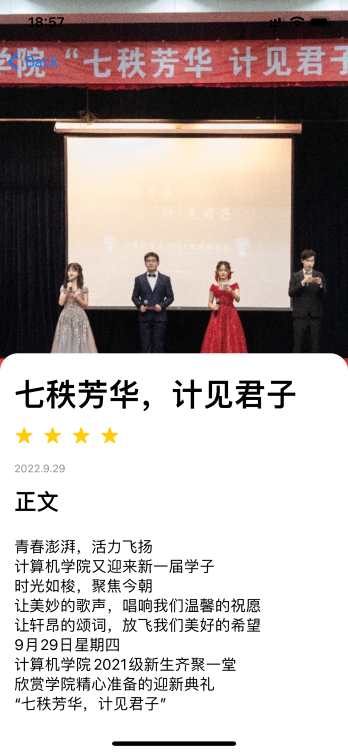 18:57
学院“七秩芳华 计见君子
Back
七秩芳华，计见君子
2022.9.29
正文
青春澎湃，活力飞扬
计算机学院又迎来新一届学子
时光如梭，聚焦今朝
让美妙的歌声，唱响我们温馨的祝愿
让轩昂的颂词，放飞我们美好的希望
9月29日星期四
计算机学院2021级新生齐聚一堂
欣赏学院精心准备的迎新典礼
“七秩芳华，计见君子”